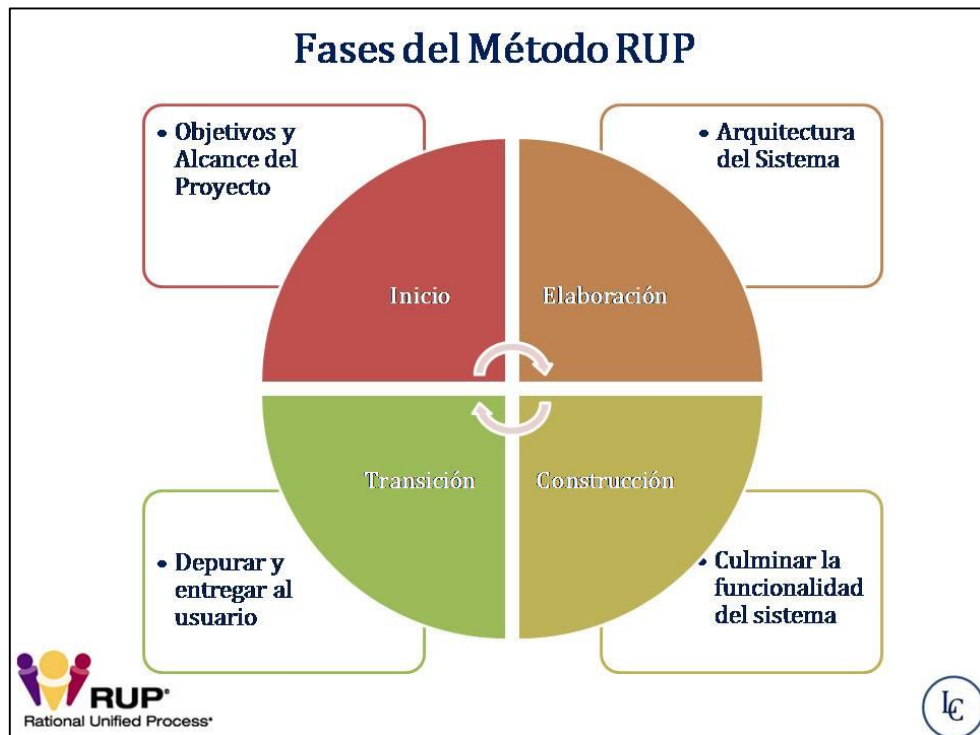 Fases del Método RUP
• Objetivos y
Alcance del
Proyecto
• Arquitectura
del Sistema
Inicio
Elaboración
Transición
Construcción
• Depurar y
entregar al
usuario
• Culminar la
funcionalidad
del sistema
RUP®
Rational Unified Process®
LC